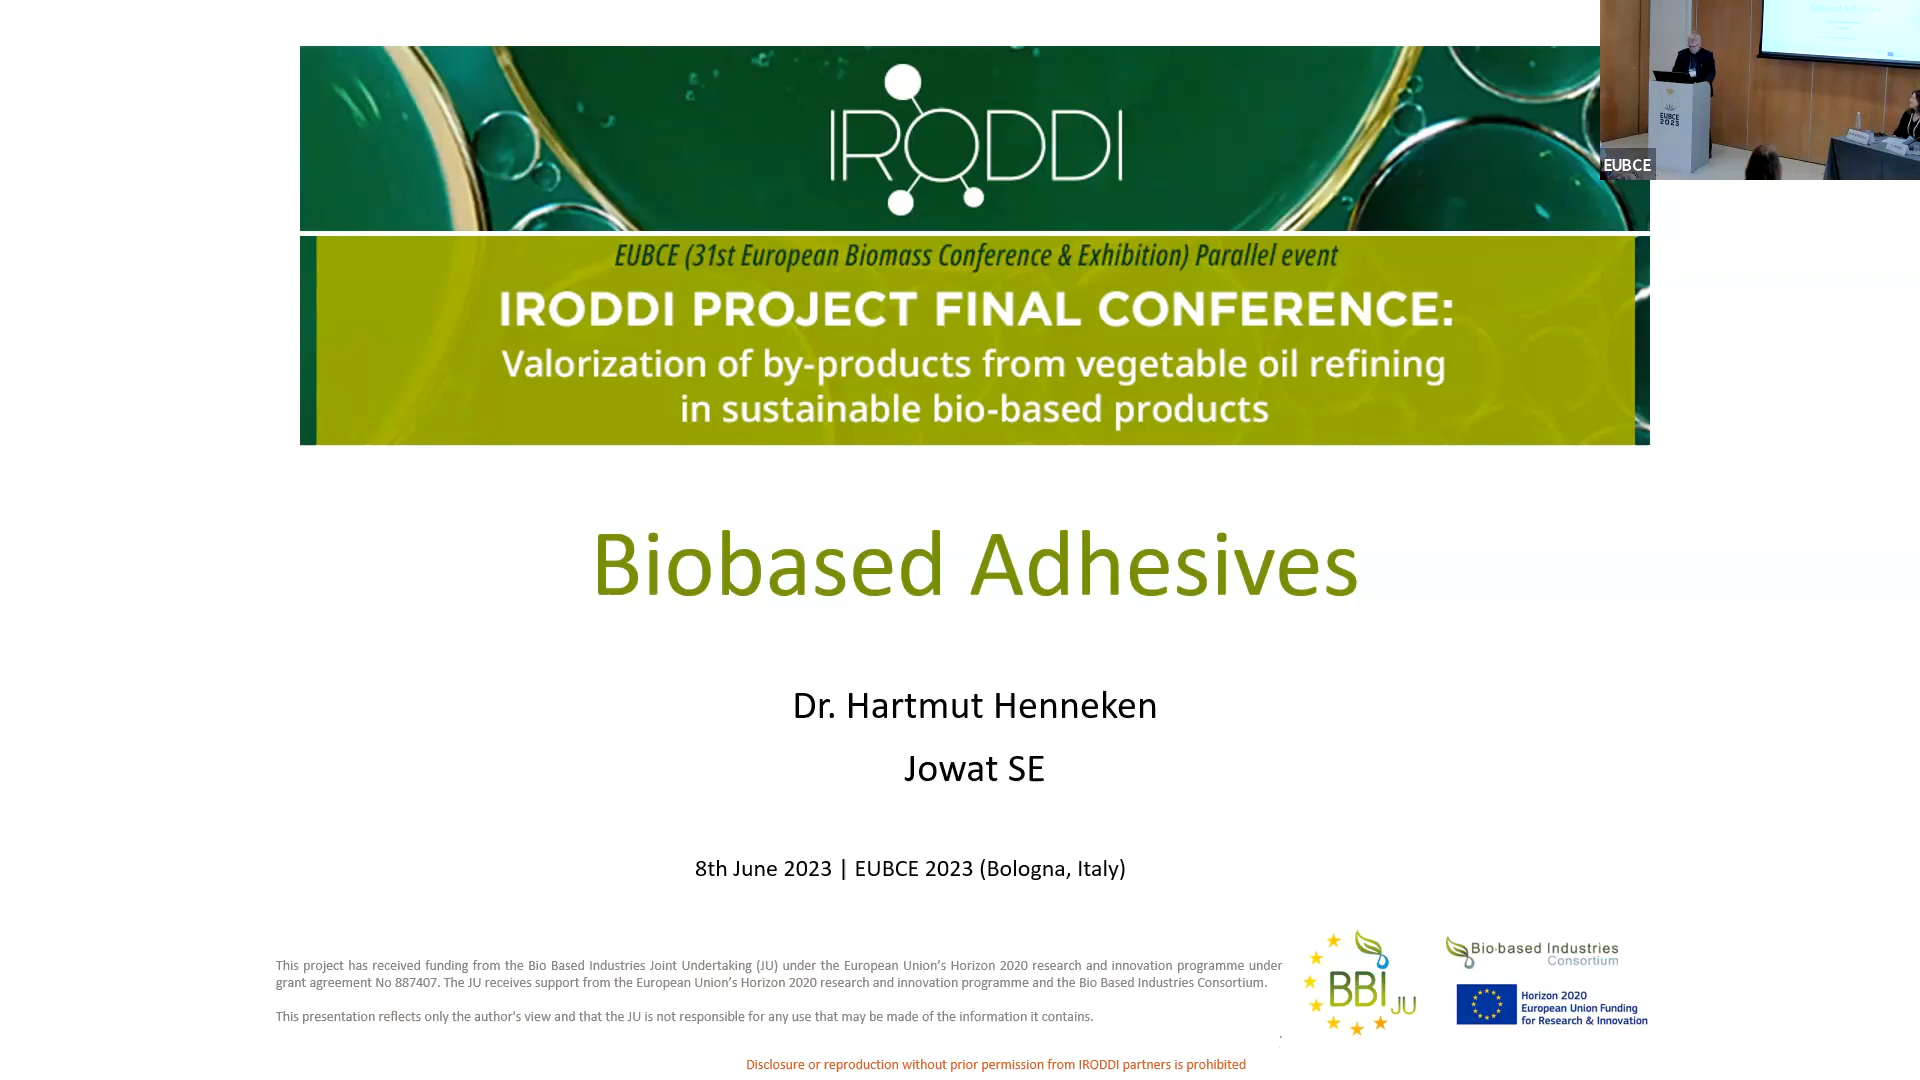 IRODDI
EUBCE (31st European Biomass Conference & Exhibition) Parallel event
IRODDI PROJECT FINAL CONFERENCE:
Valorization of by-products from vegetable oil refining
in sustainable bio-based products
EUBCE
2023
EUBCE
Biobased Adhesives
Dr. Hartmut Henneken
Jowat SE
8th June 2023 | EUBCE 2023 (Bologna, Italy)
This project has received funding from the Bio Based Industries Joint Undertaking (JU) under the European Union's Horizon 2020 research and innovation programme under
grant agreement No 887407. The JU receives support from the European Union's Horizon 2020 research and innovation programme and the Bio Based Industries Consortium.
This presentation reflects only the author's view and that the JU is not responsible for any use that may be made of the information it contains.
BBI JU
Bio-based Industries
Consortium
Horizon 2020
European Union Funding
for Research & Innovation
Disclosure or reproduction without prior permission from IRODDI partners is prohibited